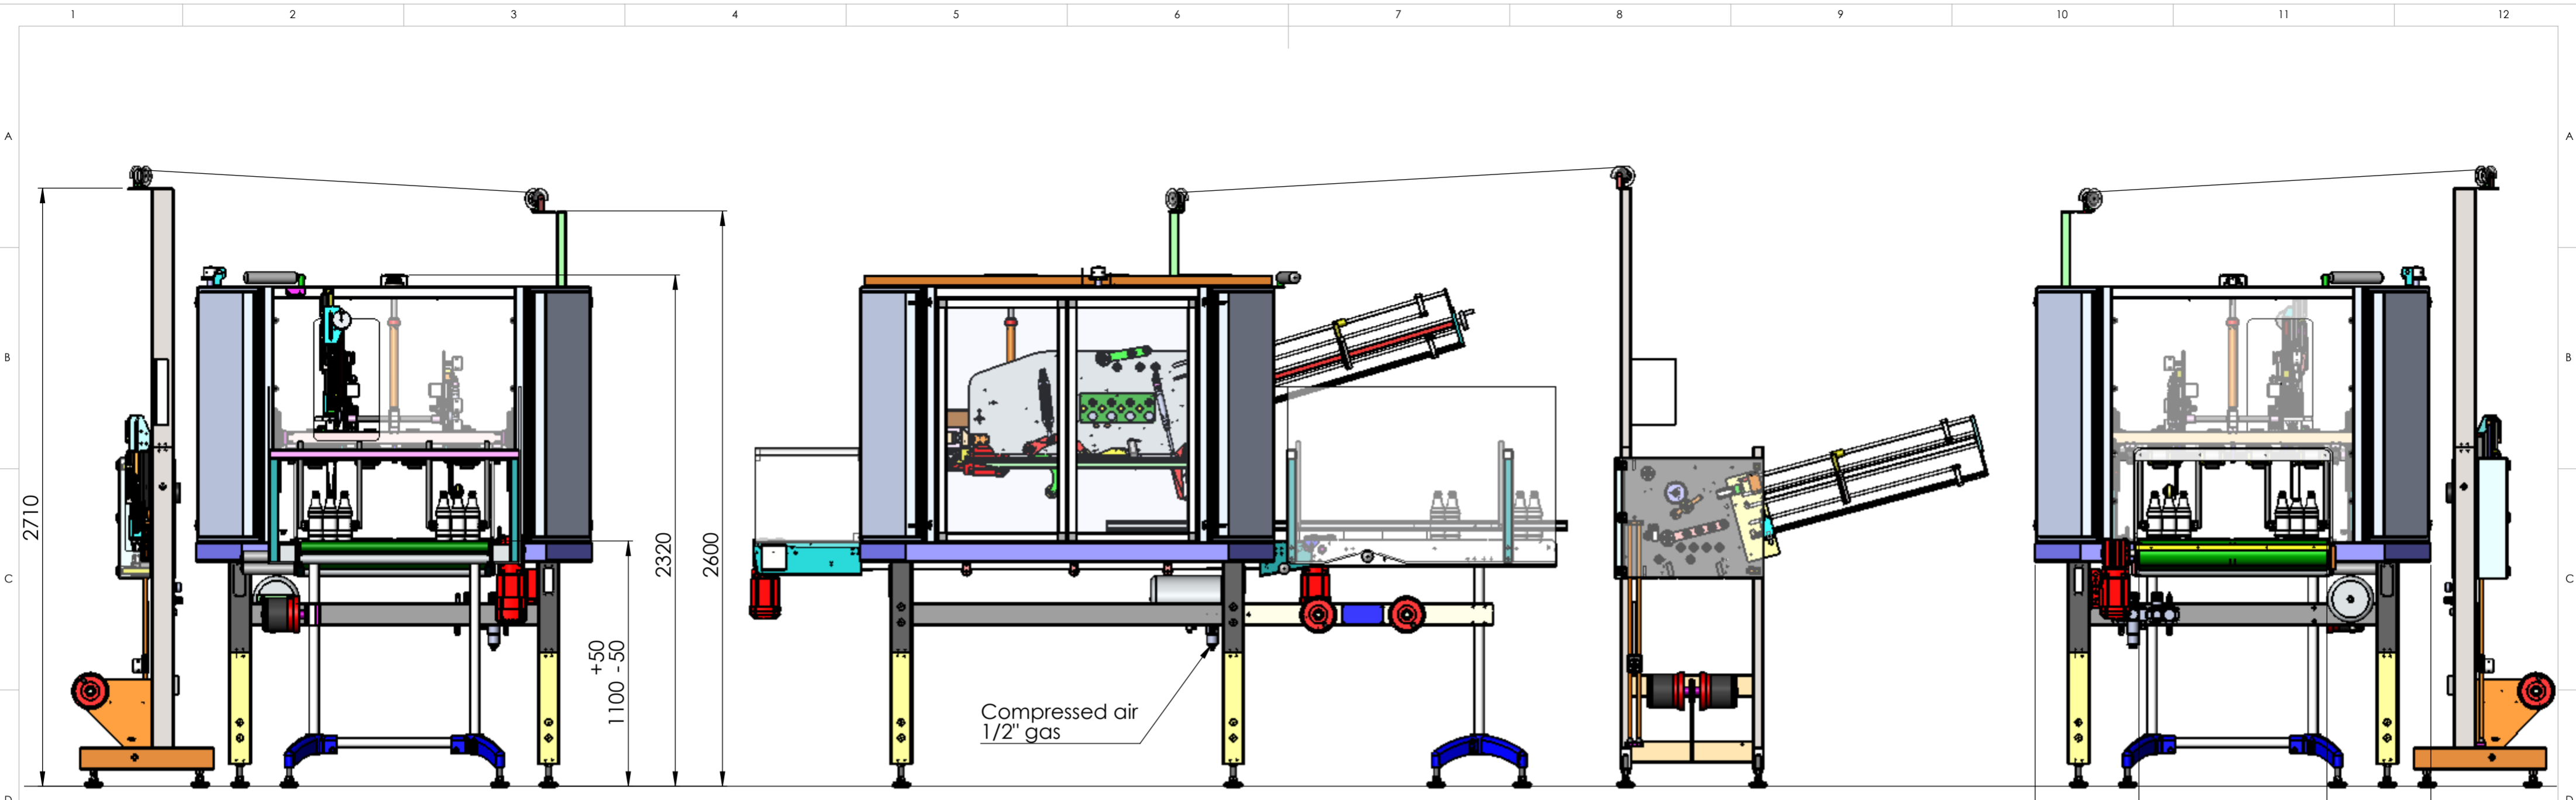 1 2 3 4 5 6 7 8 9 10 11 12
A A
B B
2710
2320
2600
C C
+50
1100 - 50
Compressed air
1/2" gas
D D